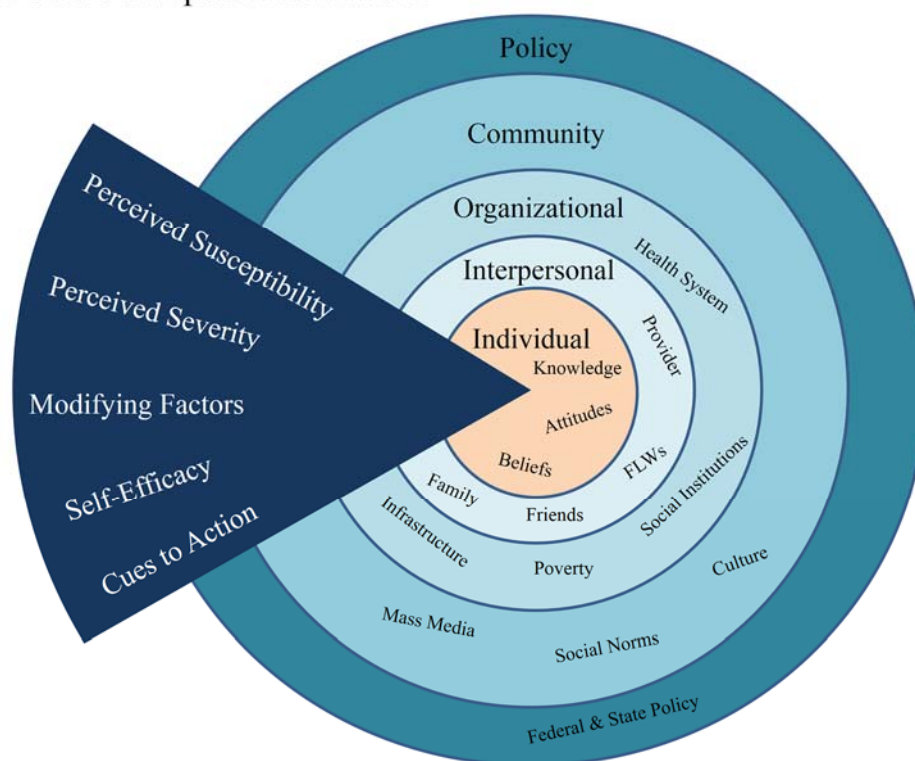 Policy
Community
Organizational
Health System
Interpersonal
Provider
Individual
Knowledge
Attitudes
Beliefs
FLWs
Family
Friends
Social Institutions
Infrastructure
Poverty
Culture
Mass Media
Social Norms
Federal & State Policy
Perceived Susceptibility
Perceived Severity
Modifying Factors
Self-Efficacy
Cues to Action